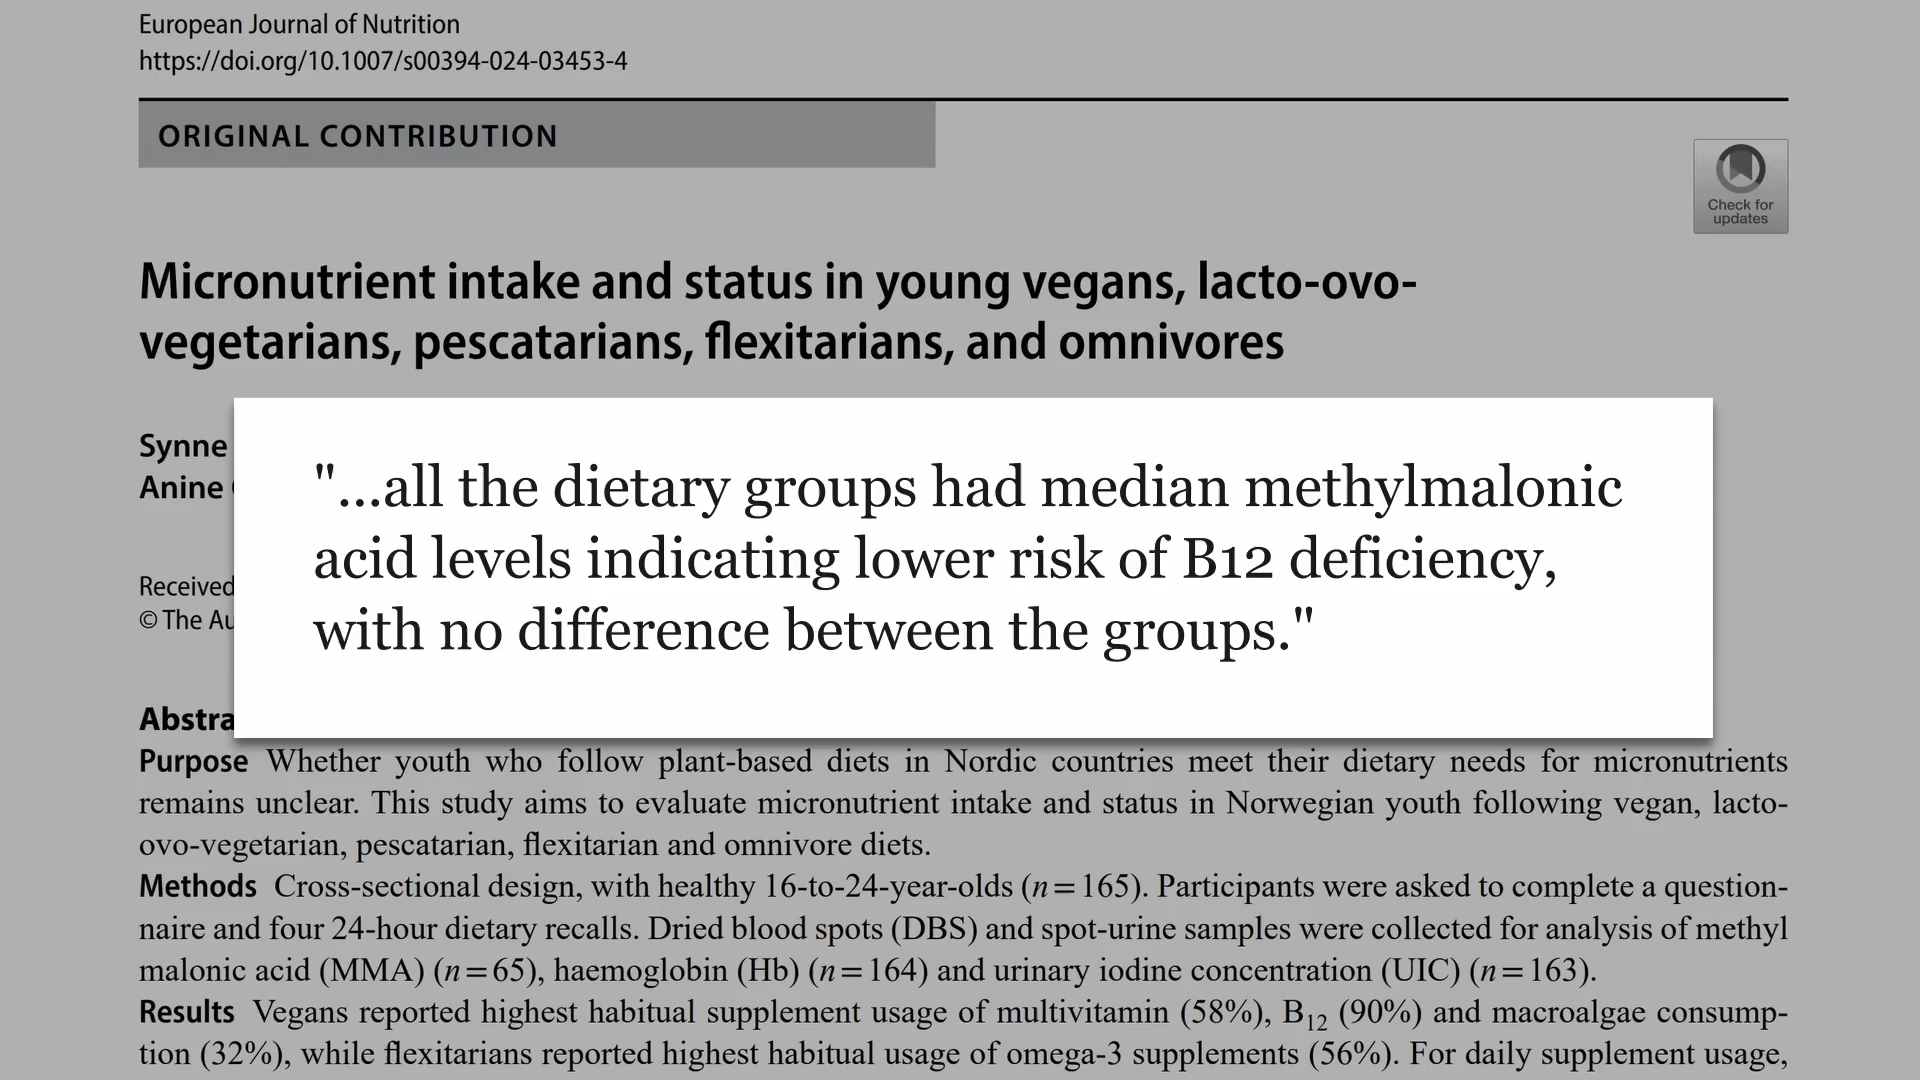 European Journal of Nutrition
https://doi.org/10.1007/s00394-024-03453-4
ORIGINAL CONTRIBUTION
Check for
updates
Micronutrient intake and status in young vegans, lacto-ovo-
vegetarians, pescatarians, flexitarians, and omnivores
Synne
Anine
"...all the dietary groups had median methylmalonic
acid levels indicating lower risk of B12 deficiency,
with no difference between the groups."
Received
© The Au
Abstra
Purpose Whether youth who follow plant-based diets in Nordic countries meet their dietary needs for micronutrients
remains unclear. This study aims to evaluate micronutrient intake and status in Norwegian youth following vegan, lacto-
ovo-vegetarian, pescatarian, flexitarian and omnivore diets.
Methods Cross-sectional design, with healthy 16-to-24-year-olds (n=165). Participants were asked to complete a question-
naire and four 24-hour dietary recalls. Dried blood spots (DBS) and spot-urine samples were collected for analysis of methyl
malonic acid (MMA) (n=65), haemoglobin (Hb) (n=164) and urinary iodine concentration (UIC) (n=163).
Results Vegans reported highest habitual supplement usage of multivitamin (58%), B12 (90%) and macroalgae consump-
tion (32%), while flexitarians reported highest habitual usage of omega-3 supplements (56%). For daily supplement usage,